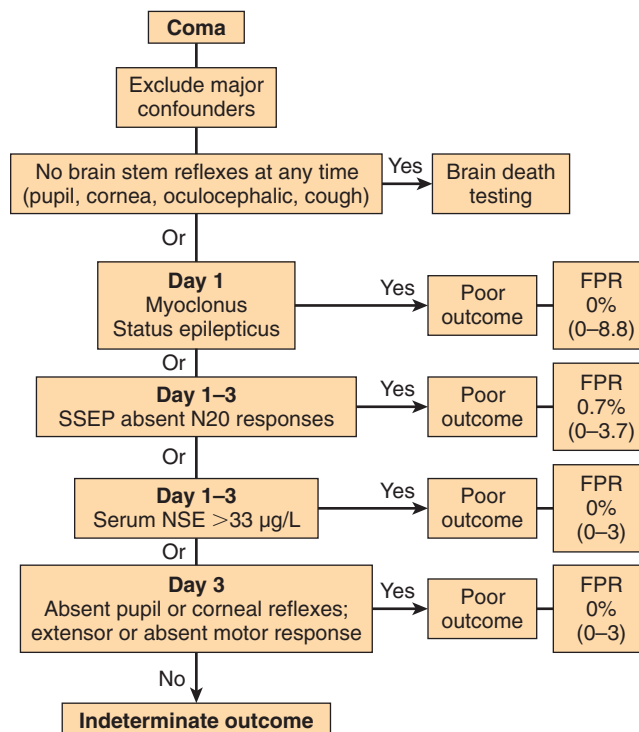 Coma
Exclude major
confounders
No brain stem reflexes at any time
(pupil, cornea, oculocephalic, cough)
Yes
Brain death
testing
Or
Day 1
Myoclonus
Status epilepticus
Yes
Poor
outcome
FPR
0%
(0–8.8)
Or
Day 1–3
SSEP absent N20 responses
Yes
Poor
outcome
FPR
0.7%
(0–3.7)
Or
Day 1–3
Serum NSE >33 μg/L
Yes
Poor
outcome
FPR
0%
(0–3)
Or
Day 3
Absent pupil or corneal reflexes;
extensor or absent motor response
Yes
Poor
outcome
FPR
0%
(0–3)
No
Indeterminate outcome